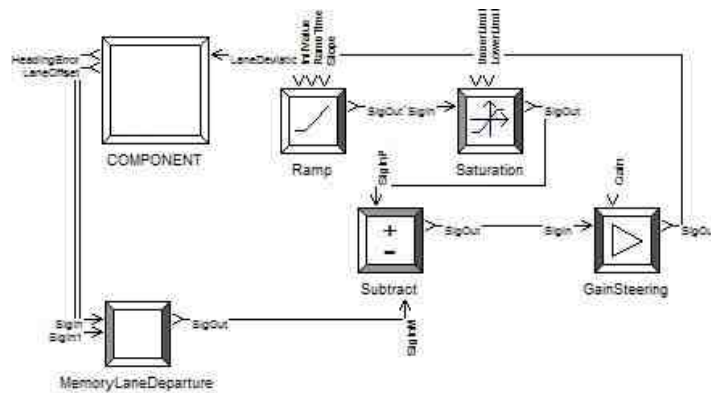 HeadingError
LaneOffset
COMPONENT
LaneDeviatic
InitValue
RampTime
Slope
SigOut
SigIn
Ramp
UpperLimit
LowerLimit
SigOut
Saturation
SigInP
+
-
SigOut
Subtract
SigInM
Gain
SigIn
SigOu
GainSteering
SigIn
SigIn1
SigOut
MemoryLaneDeparture